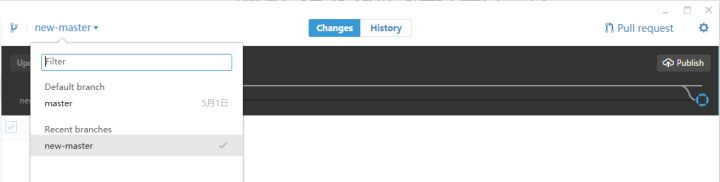 new-master
Changes
History
Pull request
Filter
Publish
Default branch
master
5月1日
Recent branches
new-master